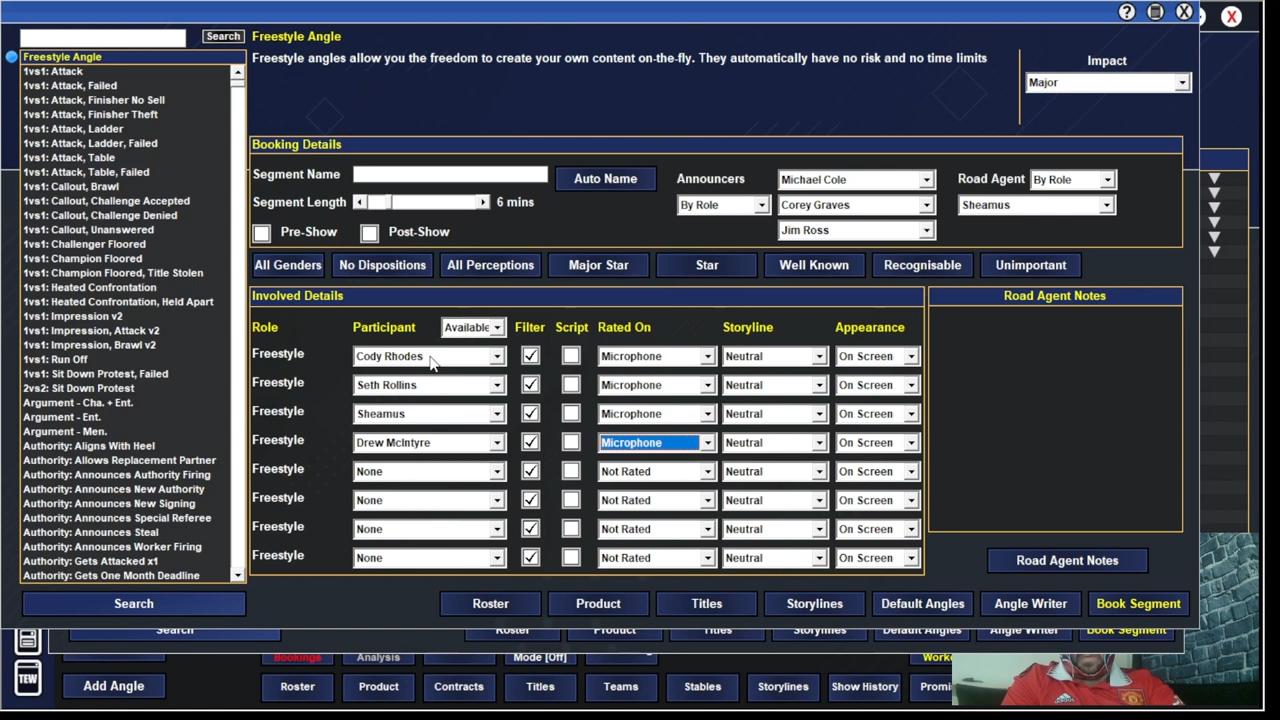 ? X
X
Search
Freestyle Angle
Freestyle Angle
1vs1: Attack
1vs1: Attack, Failed
1vs1: Attack, Finisher No Sell
1vs1: Attack, Finisher Theft
1vs1: Attack, Ladder
1vs1: Attack, Ladder, Failed
1vs1: Attack, Table
1vs1: Attack, Table, Failed
1vs1: Callout, Brawl
1vs1: Callout, Challenge Accepted
1vs1: Callout, Challenge Denied
1vs1: Callout, Unanswered
1vs1: Challenger Floored
1vs1: Champion Floored
1vs1: Champion Floored, Title Stolen
1vs1: Heated Confrontation
1vs1: Heated Confrontation, Held Apart
1vs1: Impression v2
1vs1: Impression, Attack v2
1vs1: Impression, Brawl v2
1vs1: Run Off
1vs1: Sit Down Protest, Failed
2vs2: Sit Down Protest
Argument - Cha. + Ent.
Argument - Ent.
Argument - Men.
Authority: Aligns With Heel
Authority: Allows Replacement Partner
Authority: Announces Authority Firing
Authority: Announces New Authority
Authority: Announces New Signing
Authority: Announces Special Referee
Authority: Announces Steal
Authority: Announces Worker Firing
Authority: Gets Attacked x1
Authority: Gets One Month Deadline
Search
Freestyle angles allow you the freedom to create your own content on-the-fly. They automatically have no risk and no time limits
Impact
Major
Booking Details
Segment Name Auto Name Announcers Michael Cole Road Agent By Role
Segment Length 6 mins By Role Corey Graves Sheamus
Pre-Show Post-Show Jim Ross
All Genders No Dispositions All Perceptions Major Star Star Well Known Recognisable Unimportant
Involved Details
Road Agent Notes
Role Participant Available Filter Script Rated On Storyline Appearance
Freestyle Cody Rhodes Microphone Neutral On Screen
Freestyle Seth Rollins Microphone Neutral On Screen
Freestyle Sheamus Microphone Neutral On Screen
Freestyle Drew McIntyre Microphone Neutral On Screen
Freestyle None Not Rated Neutral On Screen
Freestyle None Not Rated Neutral On Screen
Freestyle None Not Rated Neutral On Screen
Freestyle None Not Rated Neutral On Screen
Road Agent Notes
Roster Product Titles Storylines Default Angles Angle Writer Book Segment
Search Roster Product Titles Storylines Default Angles Angle Writer Book Segment
Bookings Analysis Mode [Off]
TEW Add Angle Roster Product Contracts Titles Teams Stables Storylines Show History